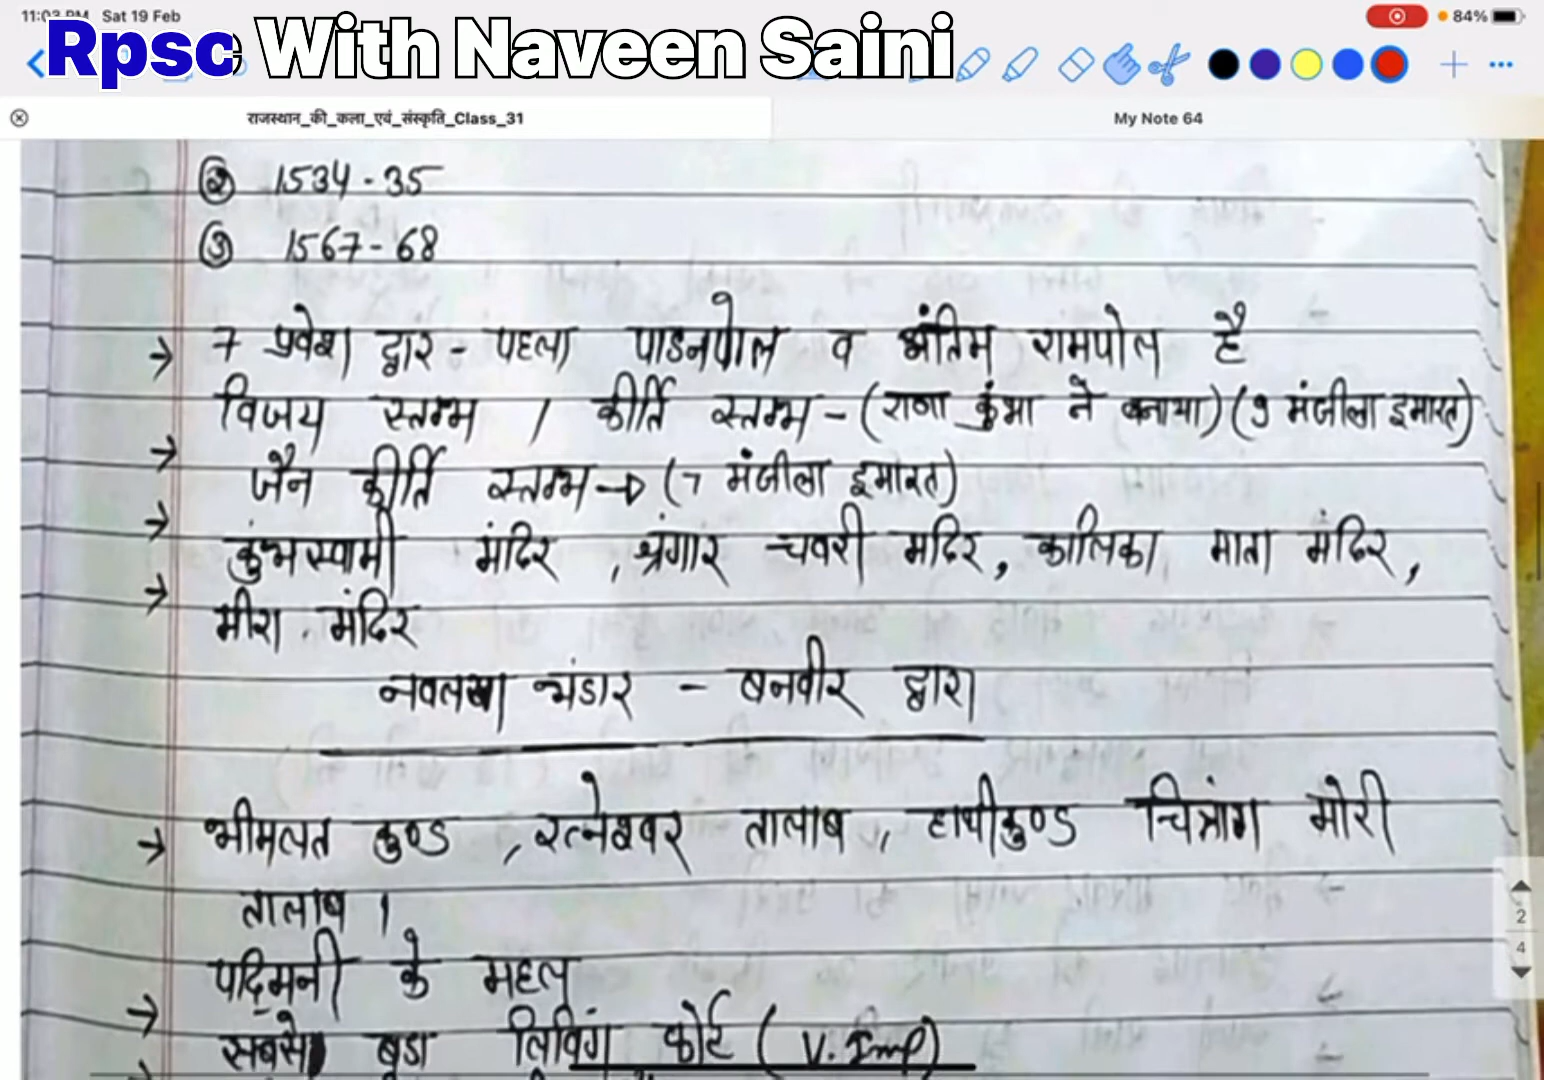 11:03 PM Sat 19 Feb
84%
Rpsc With Naveen Saini
राजस्थान_की_कला_एवं_संस्कृति_Class_31
My Note 64
② 1534-35
③ 1567-68
→ 7 प्रवेश द्वार - पहला पाडनपोल व अंतिम रामपोल है
विजय स्तम्भ / कीर्ति स्तम्भ - (राणा कुंभा ने बनाया) (9 मंजीला इमारत)
→ जैन कीर्ति स्तम्भ → (7 मंजीला इमारत)
→ कुंभस्वामी मंदिर, श्रंगार चवरी मंदिर, कालिका माता मंदिर,
→ मीरा मंदिर
नवलखा भंडार - बनवीर द्वारा
→ भीमलत कुण्ड, रत्नेश्वर तालाब, हाथीकुण्ड चित्रांग मोरी
तालाब ।
पद्मिनी के महल
→ सबसे बडा लिविंग फोर्ट (V. Imp)
2
4